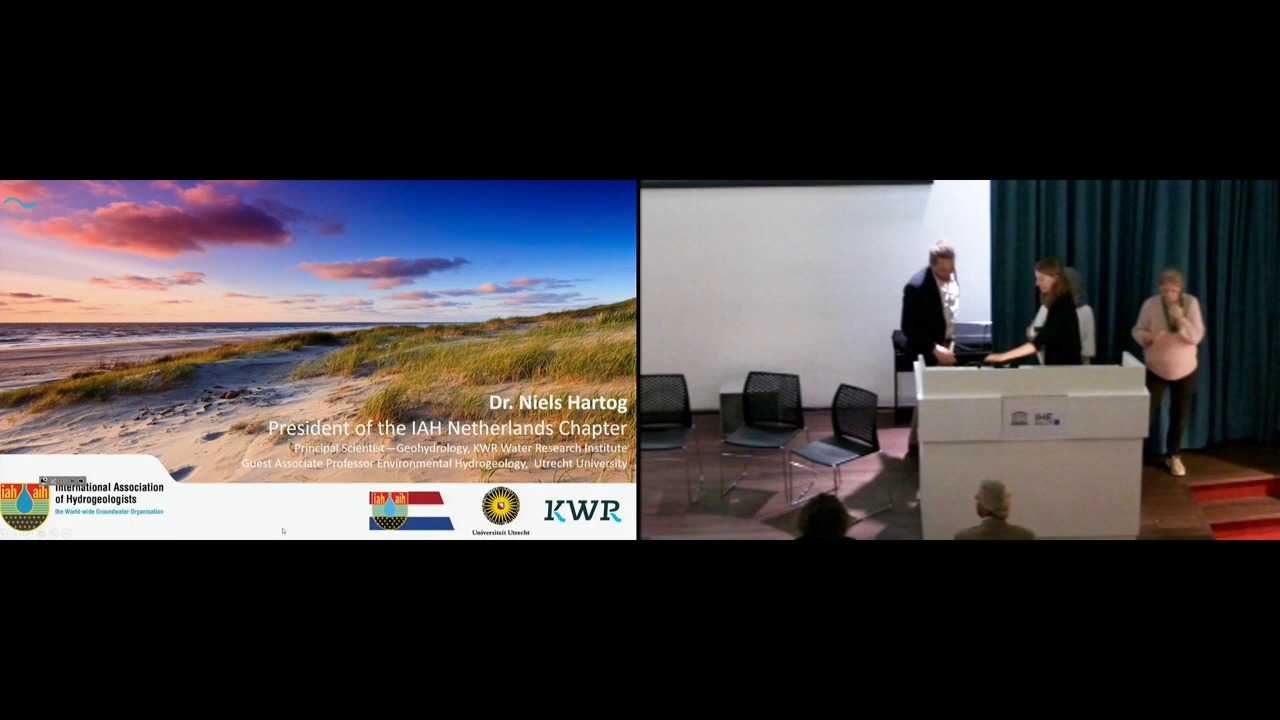 Dr. Niels Hartog
President of the IAH Netherlands Chapter
Principal Scientist—Geohydrology, KWR Water Research Institute
Guest Associate Professor Environmental Hydrogeology, Utrecht University
iah aih
International Association
of Hydrogeologists
the World-wide Groundwater Organisation
iah aih
Universiteit Utrecht
KWR
IHE